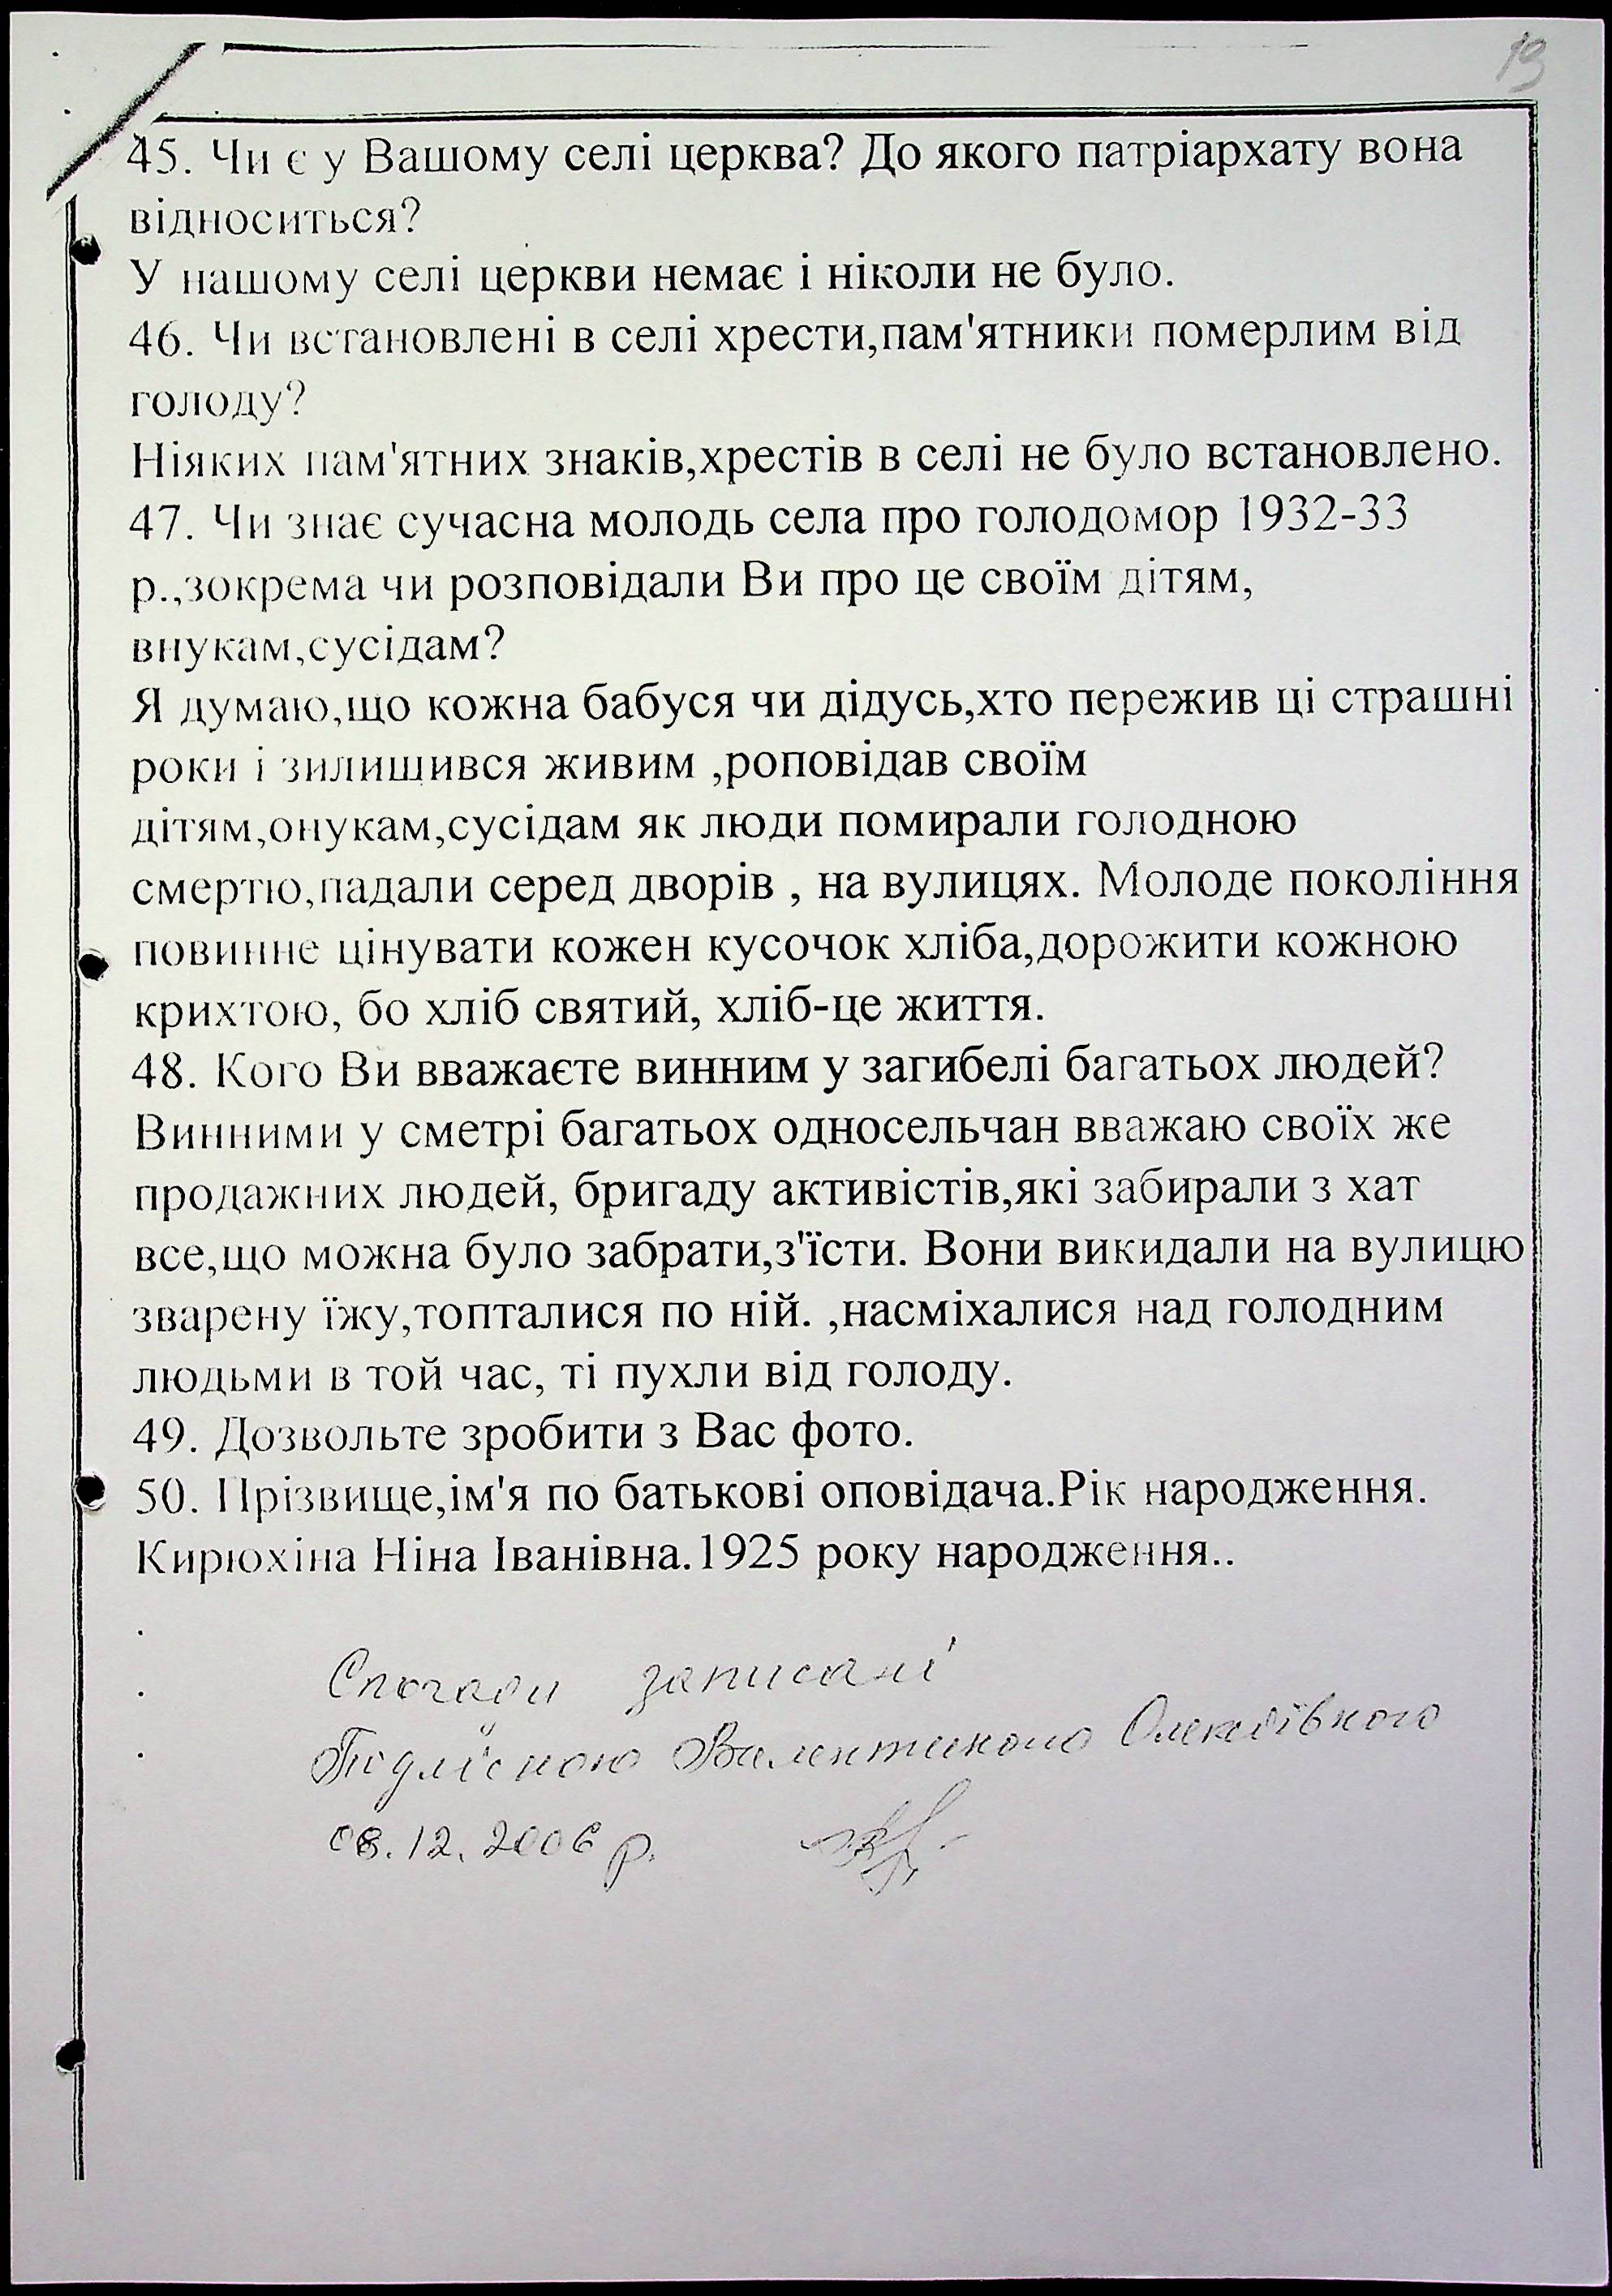 19
45. Чи є у Вашому селі церква? До якого патріархату вона
відноситься?
У нашому селі церкви немає і ніколи не було.
46. Чи встановлені в селі хрести,пам'ятники померлим від
голоду?
Ніяких пам'ятних знаків,хрестів в селі не було встановлено.
47. Чи знає сучасна молодь села про голодомор 1932-33
р.,зокрема чи розповідали Ви про це своїм дітям,
внукам,сусідам?
Я думаю,що кожна бабуся чи дідусь,хто пережив ці страшні
роки і зилишився живим ,роповідав своїм
дітям,онукам,сусідам як люди помирали голодною
смертю,падали серед дворів , на вулицях. Молоде покоління
повинне цінувати кожен кусочок хліба,дорожити кожною
крихтою, бо хліб святий, хліб-це життя.
48. Кого Ви вважаєте винним у загибелі багатьох людей?
Винними у сметрі багатьох односельчан вважаю своїх же
продажних людей, бригаду активістів,які забирали з хат
все,що можна було забрати,з'їсти. Вони викидали на вулицю
зварену їжу,топталися по ній. ,насміхалися над голодним
людьми в той час, ті пухли від голоду.
49. Дозвольте зробити з Вас фото.
50. Прізвище,ім'я по батькові оповідача.Рік народження.
Кирюхіна Ніна Іванівна.1925 року народження..
Спогади записані
Підлісною Валентиною Олексіївною
08.12.2006 р.